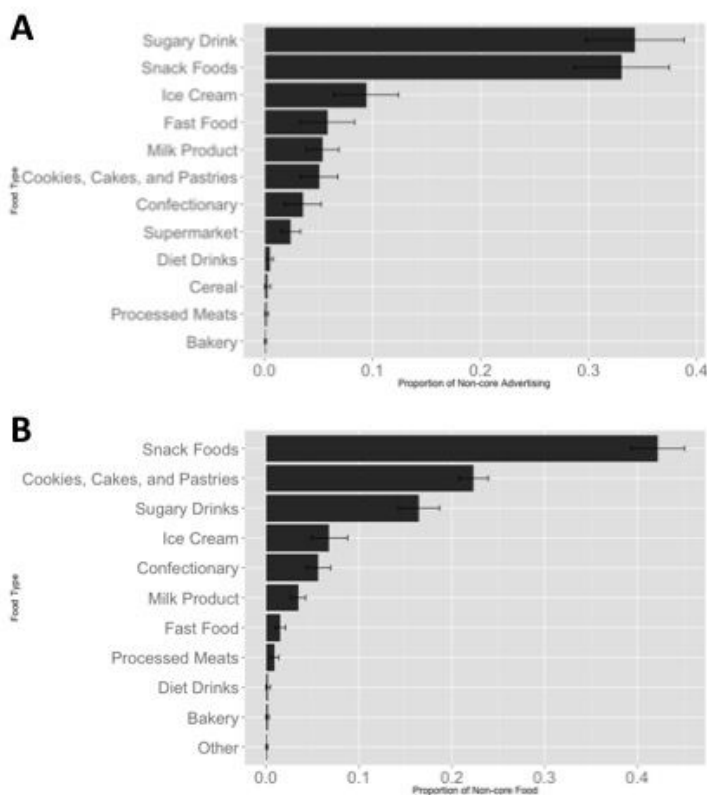 A
Sugary Drink
Snack Foods
Ice Cream
Fast Food
Milk Product
Cookies, Cakes, and Pastries
Confectionary
Supermarket
Diet Drinks
Cereal
Processed Meats
Bakery
Food Type
0.0 0.1 0.2 0.3 0.4
Proportion of Non-core Advertising
B
Snack Foods
Cookies, Cakes, and Pastries
Sugary Drinks
Ice Cream
Confectionary
Milk Product
Fast Food
Processed Meats
Diet Drinks
Bakery
Other
Food Type
0.0 0.1 0.2 0.3 0.4
Proportion of Non-core Food